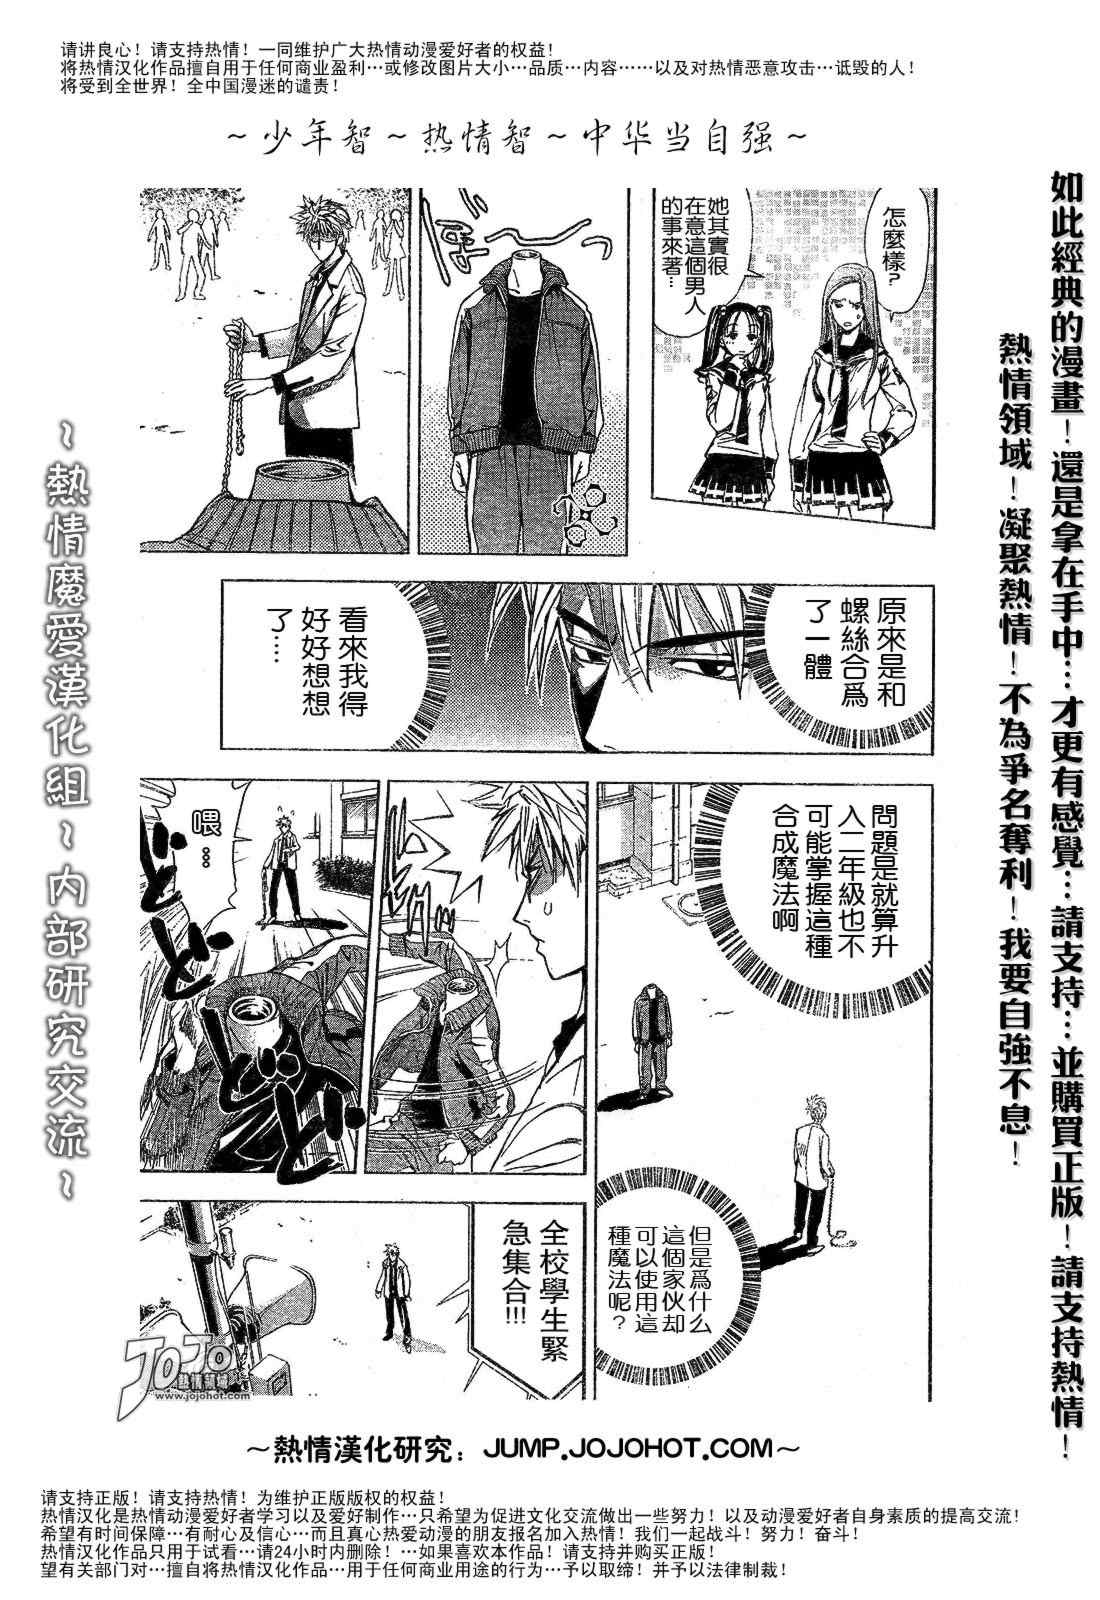 请讲良心！请支持热情！一同维护广大热情动漫爱好者的权益！
将热情汉化作品擅自用于任何商业盈利…或修改图片大小…品质…内容……以及对热情恶意攻击…诋毁的人！
将受到全世界！全中国漫迷的谴责！
～少年智～热情智～中华当自强～
如此經典的漫畫！還是拿在手中…才更有感覺…請支持…並購買正版！請支持熱情！
熱情領域！凝聚熱情！不為爭名奪利！我要自強不息！
～熱情魔愛漢化組～內部研究交流～
怎麼樣？
她其實很
在意這個男人
的事來著…
原來是和
螺絲合爲
了一體
看來我得
好好想想
了…
問題是就算升
入二年級也不
可能掌握這種
合成魔法啊
喂…
どどどど
但是爲什么
這個家伙却
可以使用這
種魔法呢？
全校學生緊
急集合!!!
JOJO
熱情領域
www.jojohot.com
～熱情漢化研究：JUMP.JOJOHOT.COM～
请支持正版！请支持热情！为维护正版版权的权益！
热情汉化是热情动漫爱好者学习以及爱好制作…只希望为促进文化交流做出一些努力！以及动漫爱好者自身素质的提高交流！
希望有时间保障…有耐心及信心…而且真心热爱动漫的朋友报名加入热情！我们一起战斗！努力！奋斗！
热情汉化作品只用于试看…请24小时内删除！…如果喜欢本作品！请支持并购买正版！
望有关部门对…擅自将热情汉化作品…用于任何商业用途的行为…予以取缔！并予以法律制裁！